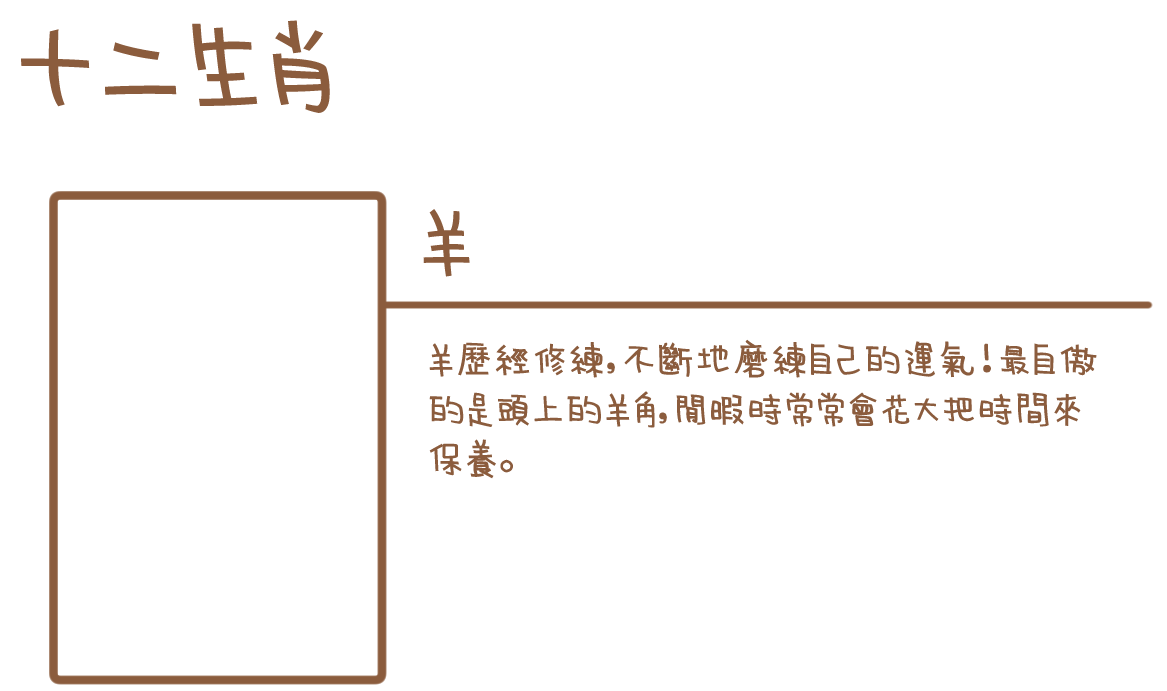 十二生肖
羊
羊歷經修練,不斷地磨練自己的運氣!最自傲
的是頭上的羊角,閒暇時常常會花大把時間來
保養。